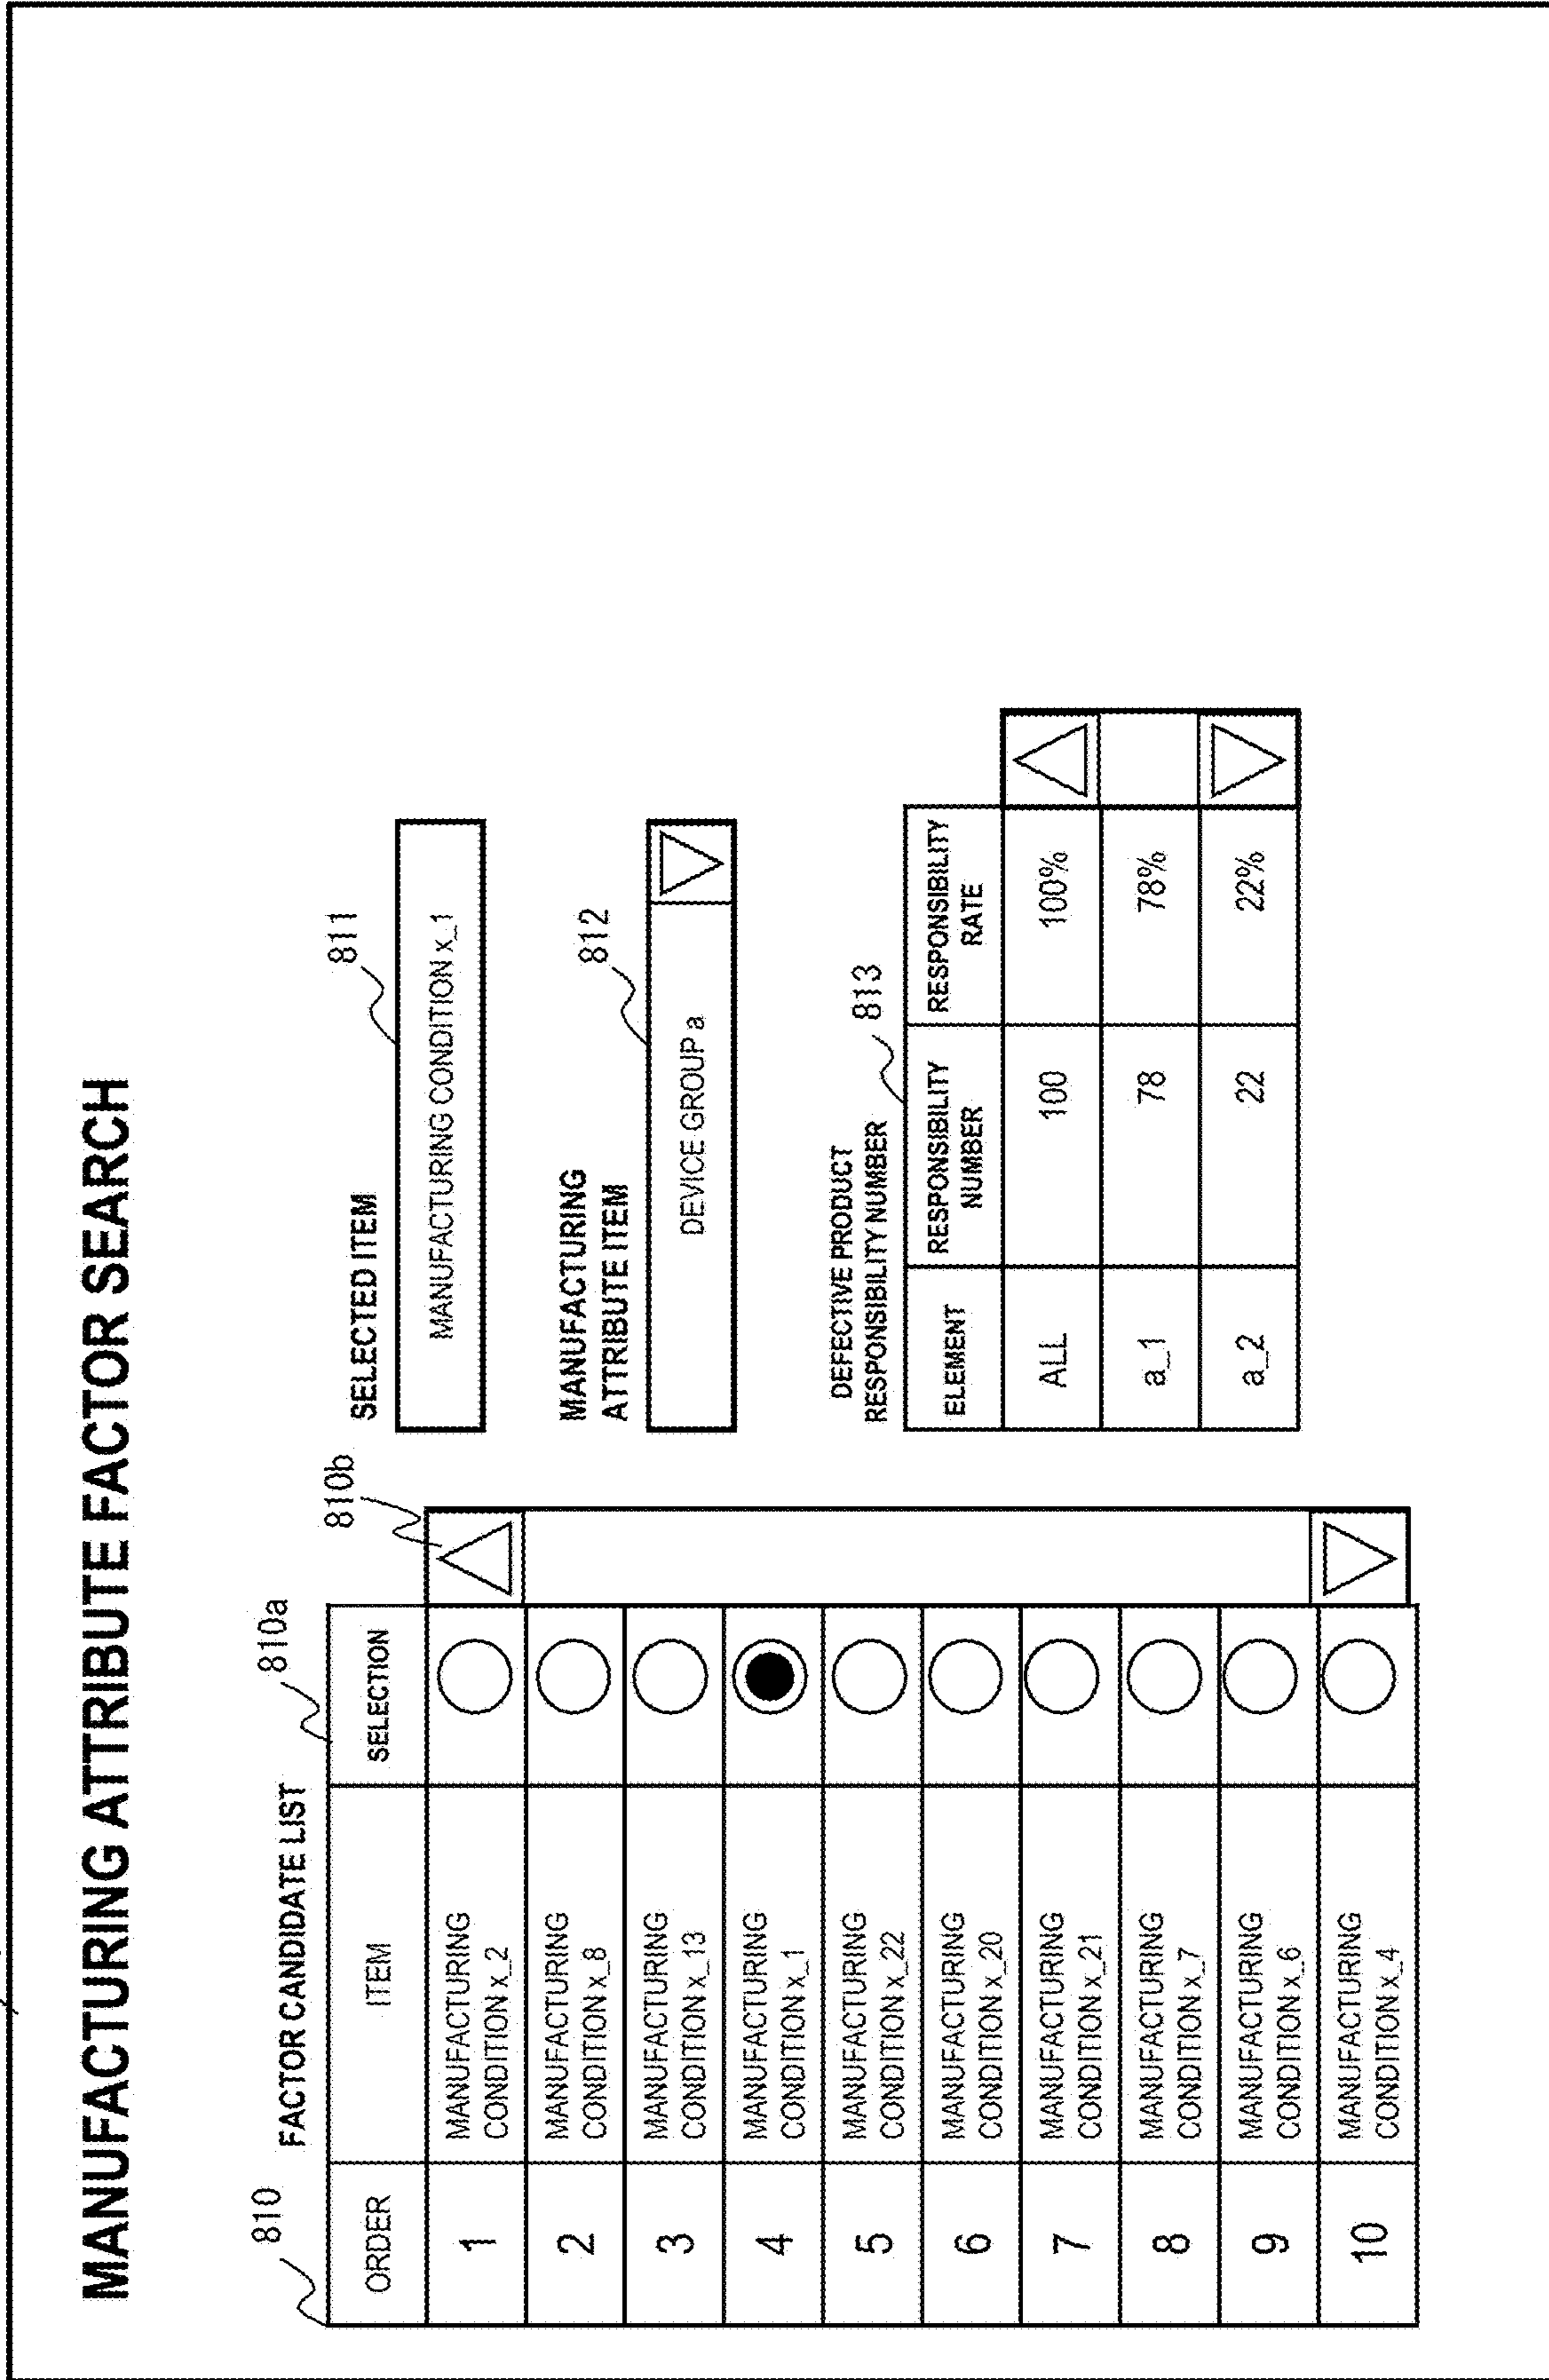 MANUFACTURING ATTRIBUTE FACTOR SEARCH
810
FACTOR CANDIDATE LIST
810a
810b
ORDER ITEM SELECTION
1 MANUFACTURING
CONDITION x_2
2 MANUFACTURING
CONDITION x_8
3 MANUFACTURING
CONDITION x_13
4 MANUFACTURING
CONDITION x_1
5 MANUFACTURING
CONDITION x_22
6 MANUFACTURING
CONDITION x_20
7 MANUFACTURING
CONDITION x_21
8 MANUFACTURING
CONDITION x_7
9 MANUFACTURING
CONDITION x_6
10 MANUFACTURING
CONDITION x_4
SELECTED ITEM
811
MANUFACTURING CONDITION x_1
MANUFACTURING
ATTRIBUTE ITEM
812
DEVICE GROUP a
DEFECTIVE PRODUCT
RESPONSIBILITY NUMBER
813
ELEMENT RESPONSIBILITY NUMBER RESPONSIBILITY RATE
ALL 100 100%
a_1 78 78%
a_2 22 22%